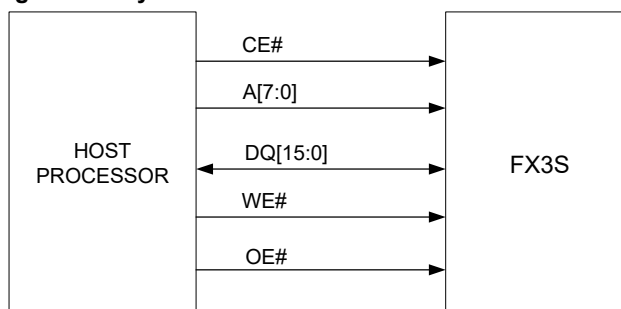 CE#
A[7:0]
HOST
PROCESSOR
DQ[15:0]
FX3S
WE#
OE#